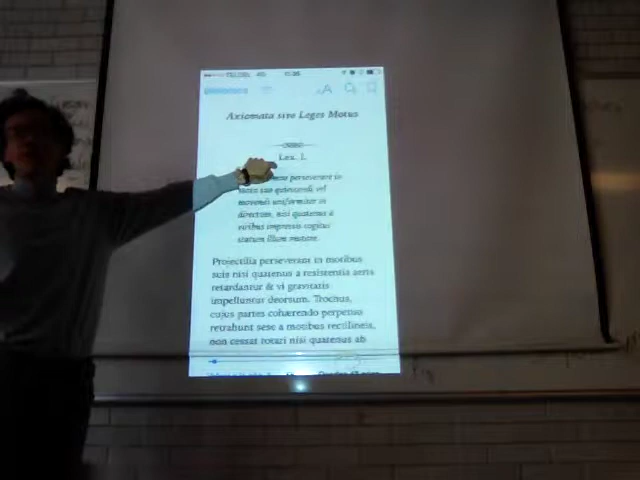 TELCEL
Axiomata sive Leges Motus
Lex. I.
perseverare in
statu suo quiescendi vel
movendi uniformiter in
directum, nisi quatenus a
viribus impressis cogitur
statum illum mutare.
Projectilia perseverant in motibus
suis nisi quatenus a resistentia aeris
retardantur & vi gravitatis
impelluntur deorsum. Trochus,
cujus partes cohærendo perpetuo
retrahunt sese a motibus rectilineis,
non cessat rotari nisi quatenus ab